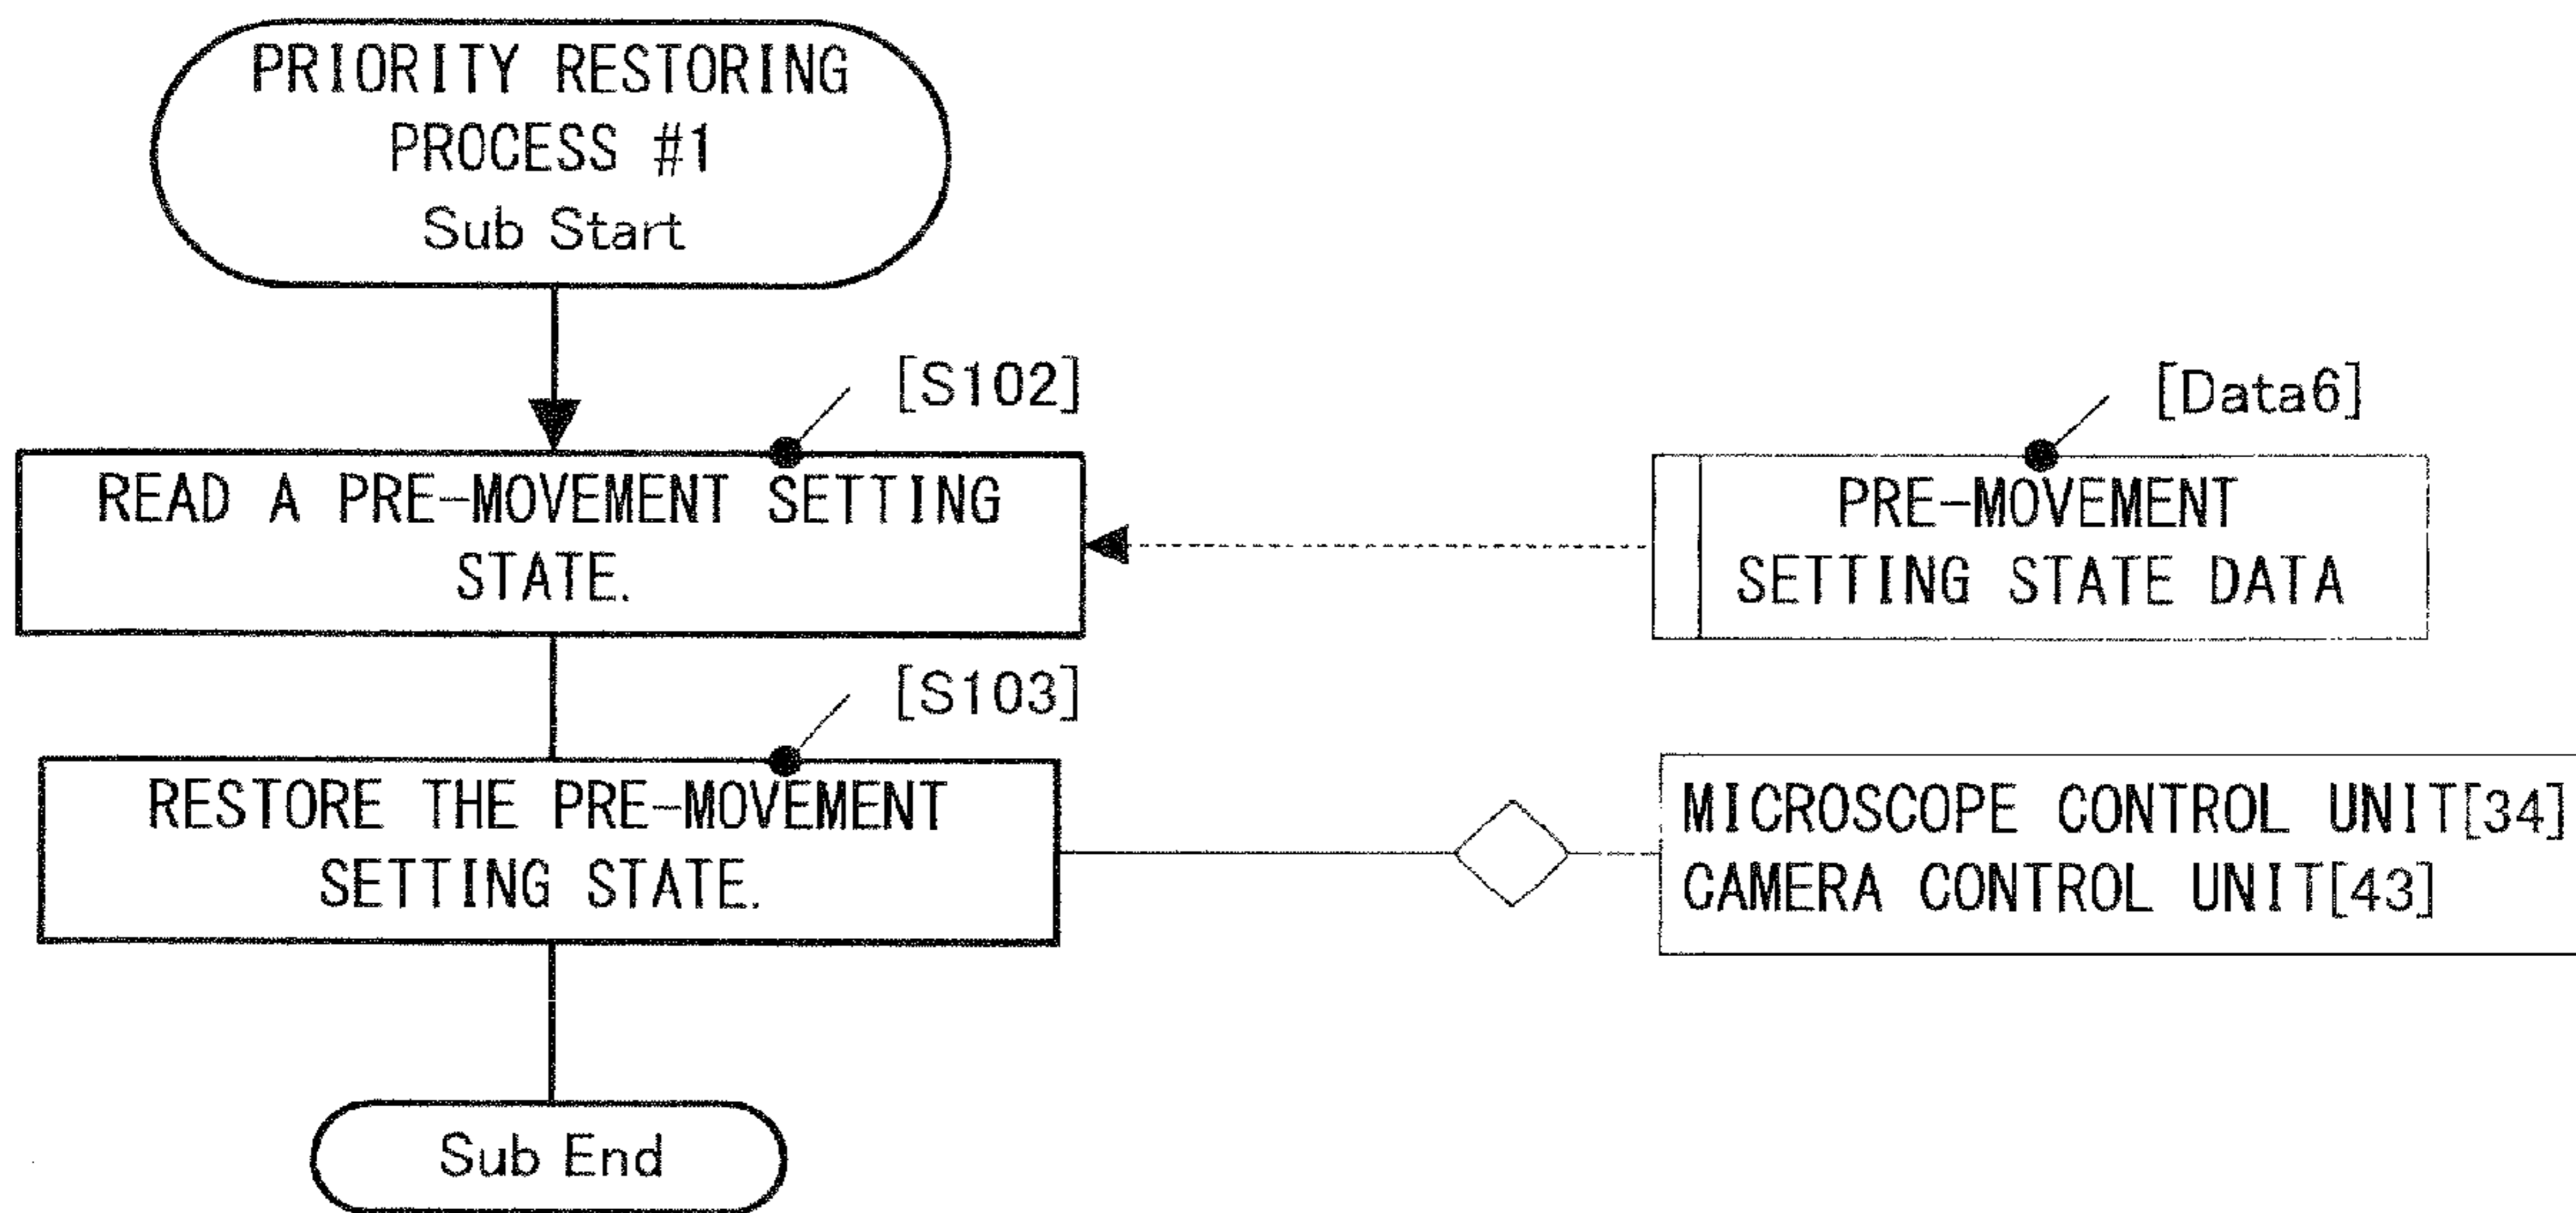 PRIORITY RESTORING
PROCESS #1
Sub Start
[S102]
[Data6]
READ A PRE-MOVEMENT SETTING
STATE.
PRE-MOVEMENT
SETTING STATE DATA
[S103]
RESTORE THE PRE-MOVEMENT
SETTING STATE.
MICROSCOPE CONTROL UNIT[34]
CAMERA CONTROL UNIT[43]
Sub End